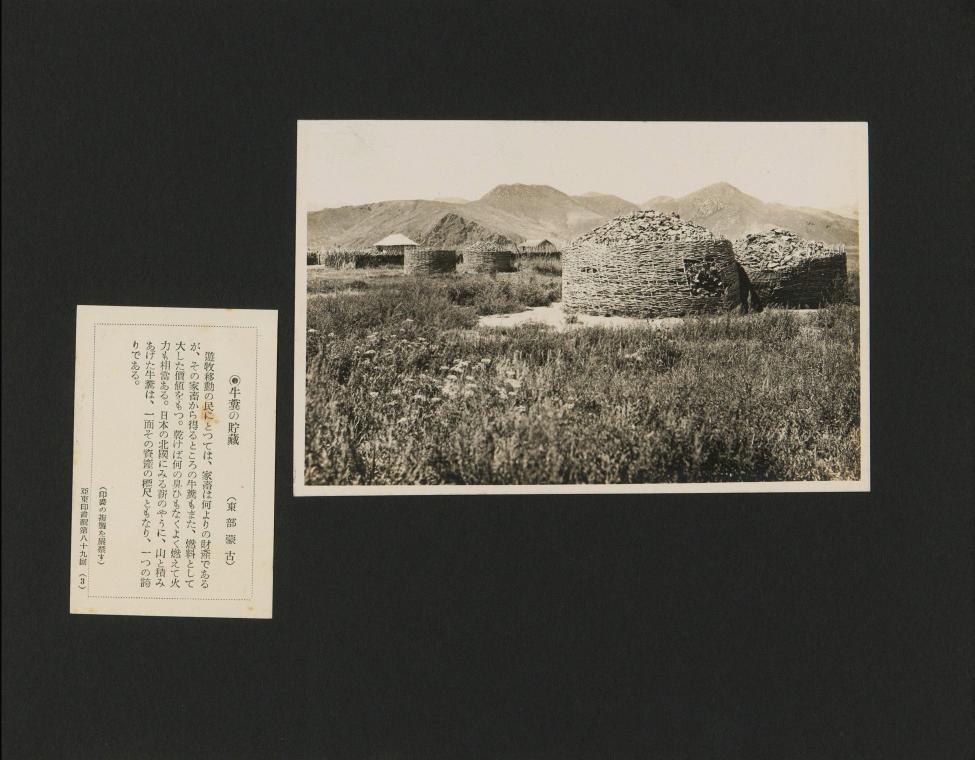 ◉牛糞の貯藏
（東部蒙古）
遊牧移動の民にとつては、家畜は何よりの財産である
が、その家畜から得るところの牛糞もまた、燃料として
大した價値をもつ。乾けば何の臭ひもなくよく燃えて火
力も相當ある。日本の北國にみる薪のやうに、山と積み
あげた牛糞は、一面その資産の標尺ともなり、一つの誇
りである。
（印畫の複製を嚴禁す）
亞東印畫輯第八十九回（3）